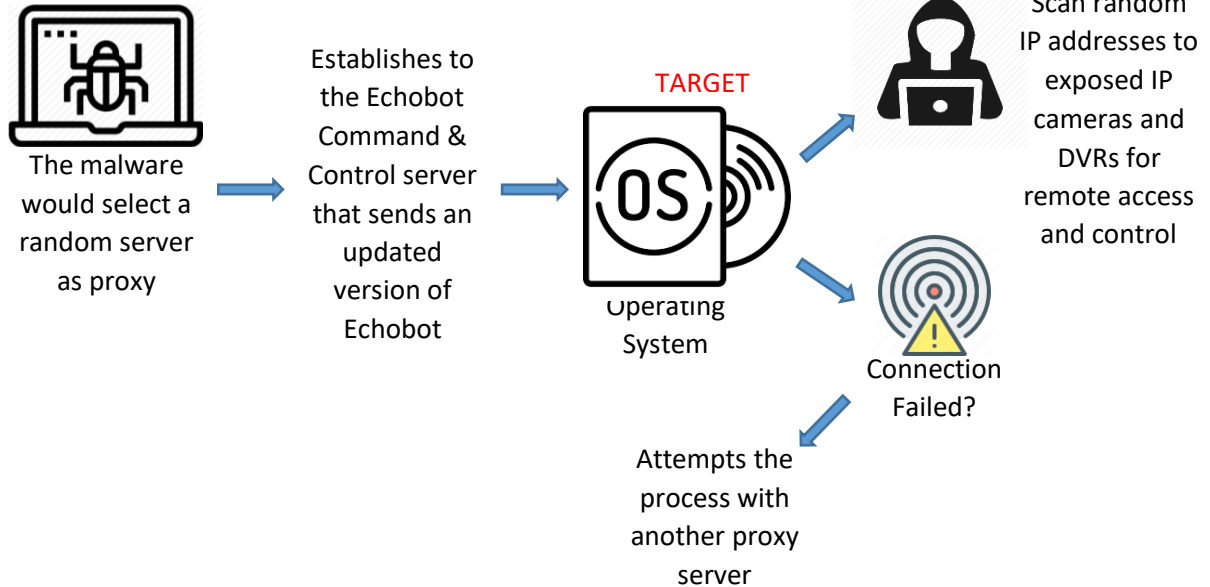 The malware
would select a
random server
as proxy
Establishes to
the Echobot
Command &
Control server
that sends an
updated
version of
Echobot
TARGET
OS
Operating
System
Scan random
IP addresses to
exposed IP
cameras and
DVRs for
remote access
and control
Connection
Failed?
Attempts the
process with
another proxy
server